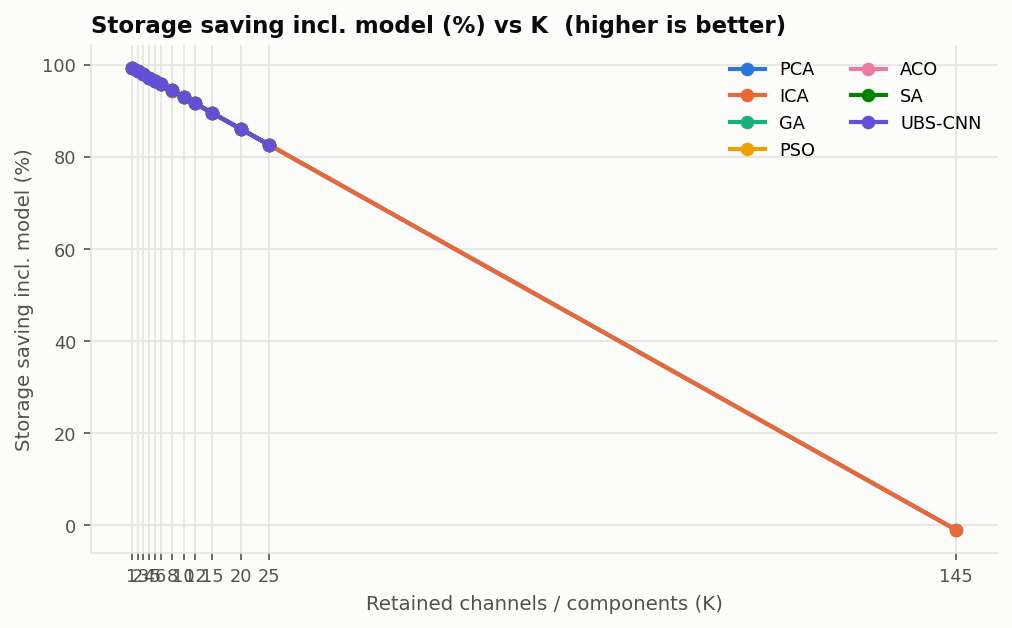 Storage saving incl. model (%) vs K (higher is better)
PCA
ICA
GA
PSO
ACO
SA
UBS-CNN
Storage saving incl. model (%)
100
80
60
40
20
0
1 2 3 4 5 6 8 10 12 15 20 25 145
Retained channels / components (K)